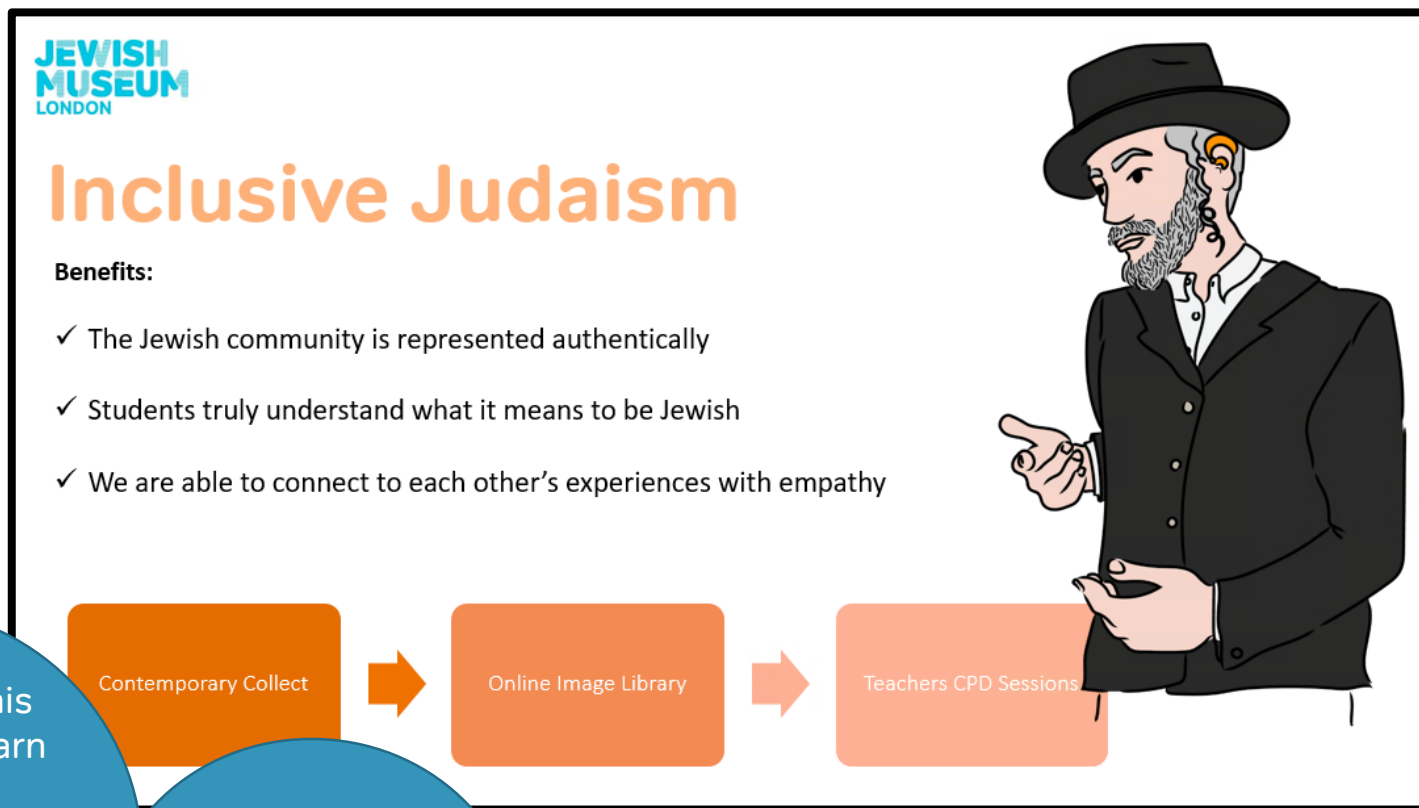 JEWISH
MUSEUM
LONDON
Inclusive Judaism
Benefits:
✓ The Jewish community is represented authentically
✓ Students truly understand what it means to be Jewish
✓ We are able to connect to each other’s experiences with empathy
Contemporary Collect
Online Image Library
Teachers CPD Sessions